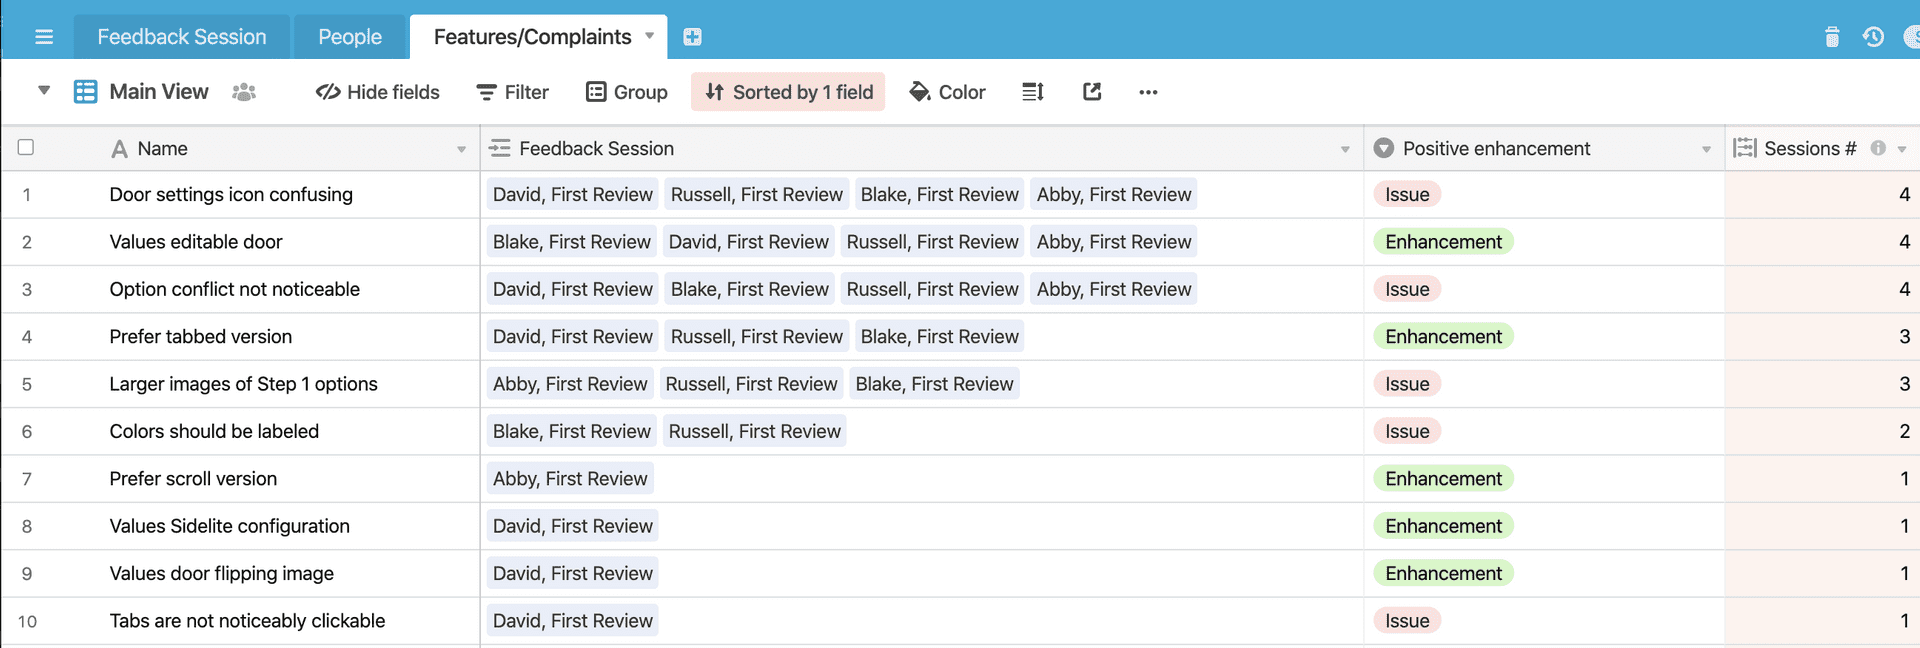 Feedback Session People Features/Complaints
Main View Hide fields Filter Group Sorted by 1 field Color
Name Feedback Session Positive enhancement Sessions #
1 Door settings icon confusing David, First Review Russell, First Review Blake, First Review Abby, First Review Issue 4
2 Values editable door Blake, First Review David, First Review Russell, First Review Abby, First Review Enhancement 4
3 Option conflict not noticeable David, First Review Blake, First Review Russell, First Review Abby, First Review Issue 4
4 Prefer tabbed version David, First Review Russell, First Review Blake, First Review Enhancement 3
5 Larger images of Step 1 options Abby, First Review Russell, First Review Blake, First Review Issue 3
6 Colors should be labeled Blake, First Review Russell, First Review Issue 2
7 Prefer scroll version Abby, First Review Enhancement 1
8 Values Sidelite configuration David, First Review Enhancement 1
9 Values door flipping image David, First Review Enhancement 1
10 Tabs are not noticeably clickable David, First Review Issue 1